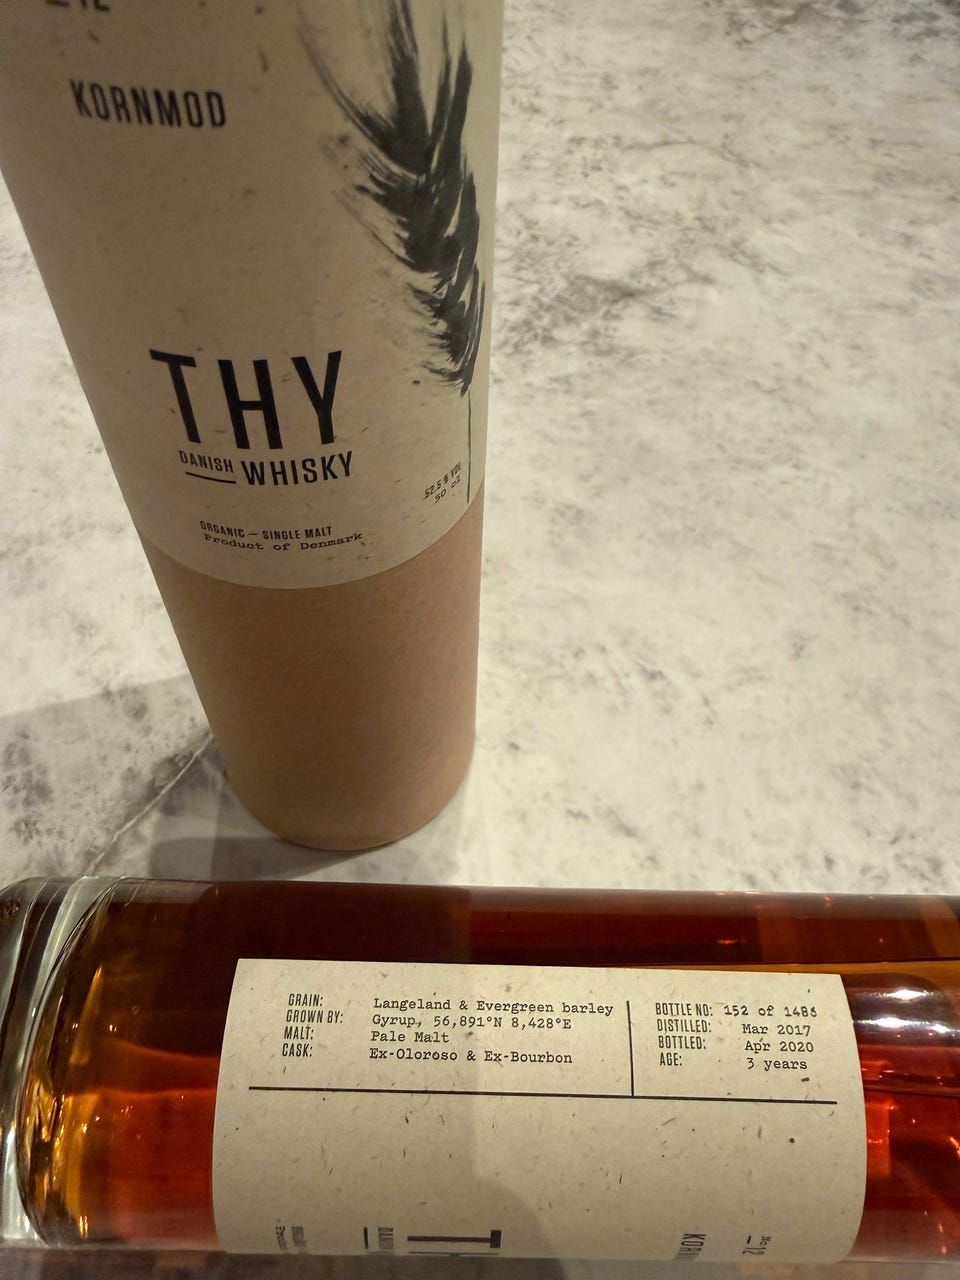 KORNMOD
THY
DANISH WHISKY
52.5 % VOL
50 cl
ORGANIC — SINGLE MALT
Product of Denmark
GRAIN: Langeland & Evergreen barley
GROWN BY: Gyrup, 56,891°N 8,428°E
MALT: Pale Malt
CASK: Ex-Oloroso & Ex-Bourbon
BOTTLE NO: 152 of 1486
DISTILLED: Mar 2017
BOTTLED: Apr 2020
AGE: 3 years
No 12